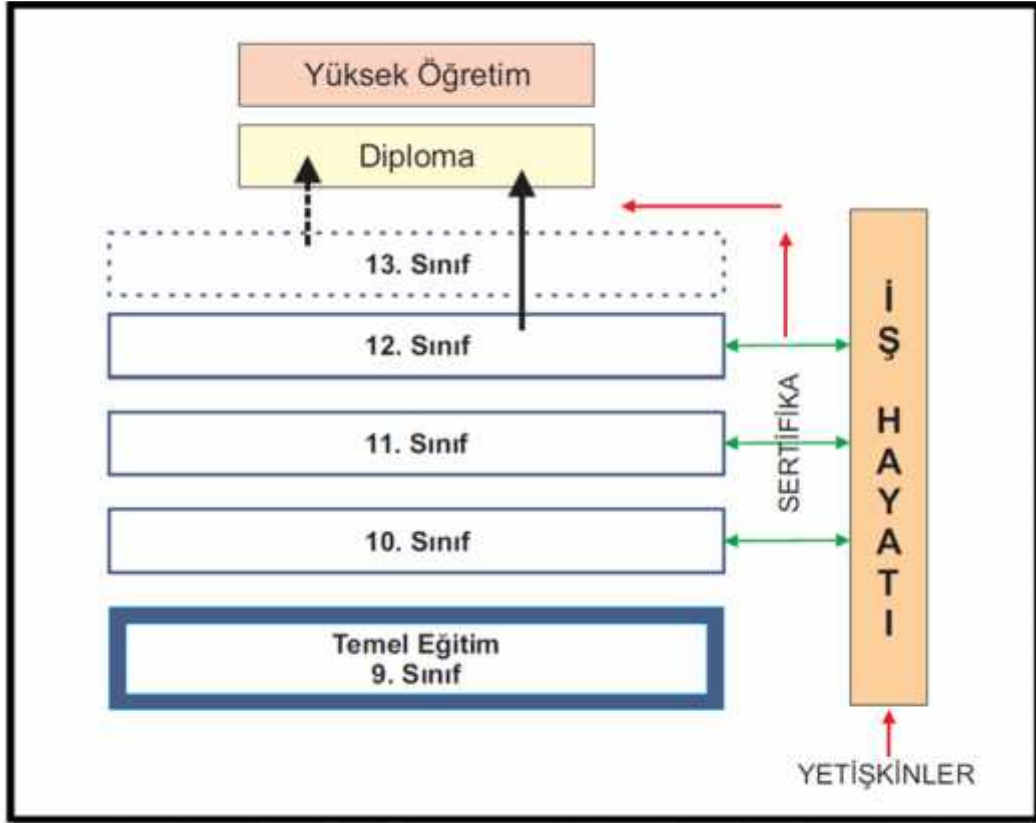 Yüksek Öğretim
Diploma
13. Sınıf
12. Sınıf
11. Sınıf
10. Sınıf
Temel Eğitim
9. Sınıf
SERTİFİKA
İŞ HAYATI
YETİŞKİNLER